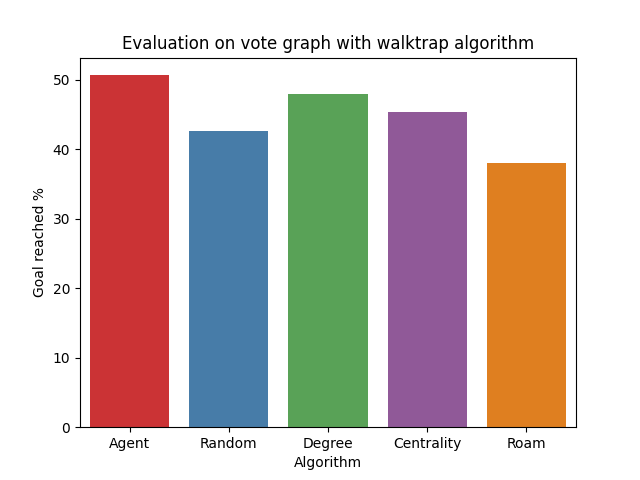 Evaluation on vote graph with walktrap algorithm
Goal reached %
50
40
30
20
10
0
Agent Random Degree Centrality Roam
Algorithm